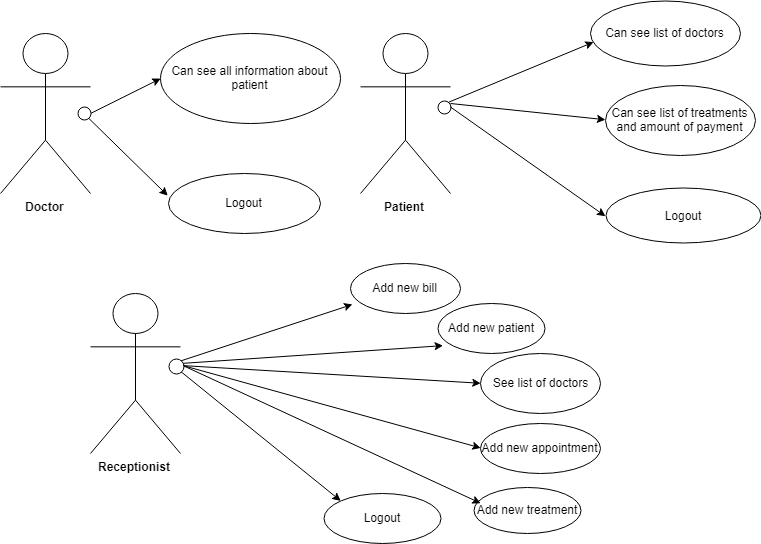 Can see all information about
patient
Logout
Doctor
Can see list of doctors
Can see list of treatments
and amount of payment
Logout
Patient
Add new bill
Add new patient
See list of doctors
Add new appointment
Add new treatment
Logout
Receptionist